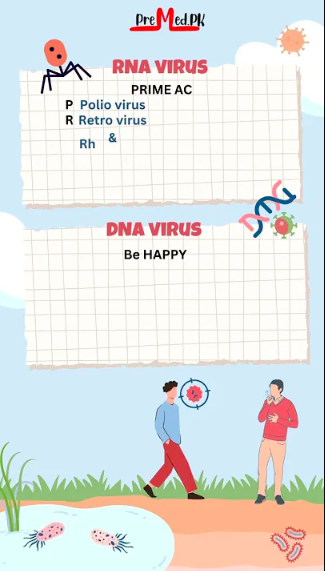 PreMed.PK
RNA VIRUS
PRIME AC
P Polio virus
R Retro virus
&
Rh
DNA VIRUS
Be HAPPY